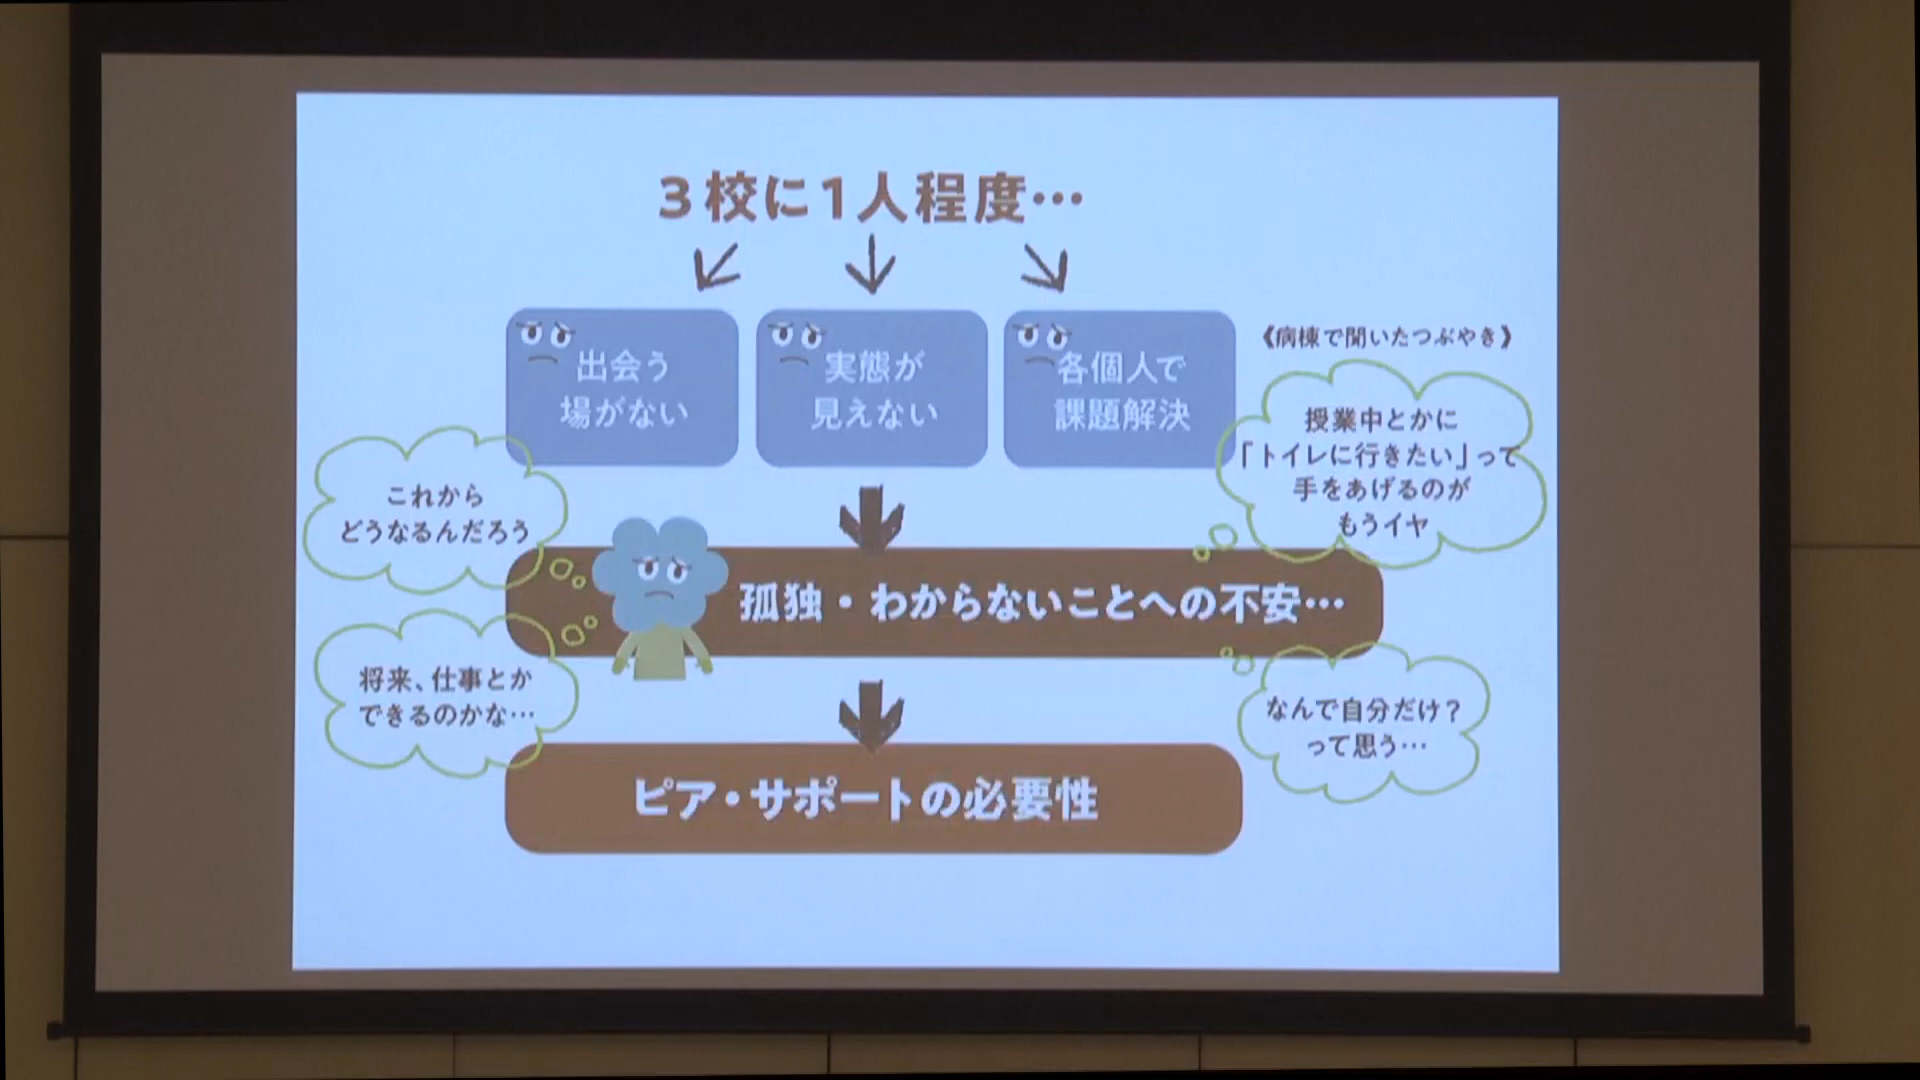 3校に1人程度…
出会う
場がない
実態が
見えない
各個人で
課題解決
《病棟で聞いたつぶやき》
授業中とかに
「トイレに行きたい」って
手をあげるのが
もうイヤ
これから
どうなるんだろう
孤独・わからないことへの不安…
将来、仕事とか
できるのかな…
なんで自分だけ？
って思う…
ピア・サポートの必要性